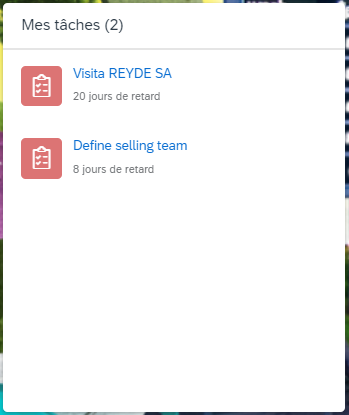 Mes tâches (2)
Visita REYDE SA
20 jours de retard
Define selling team
8 jours de retard